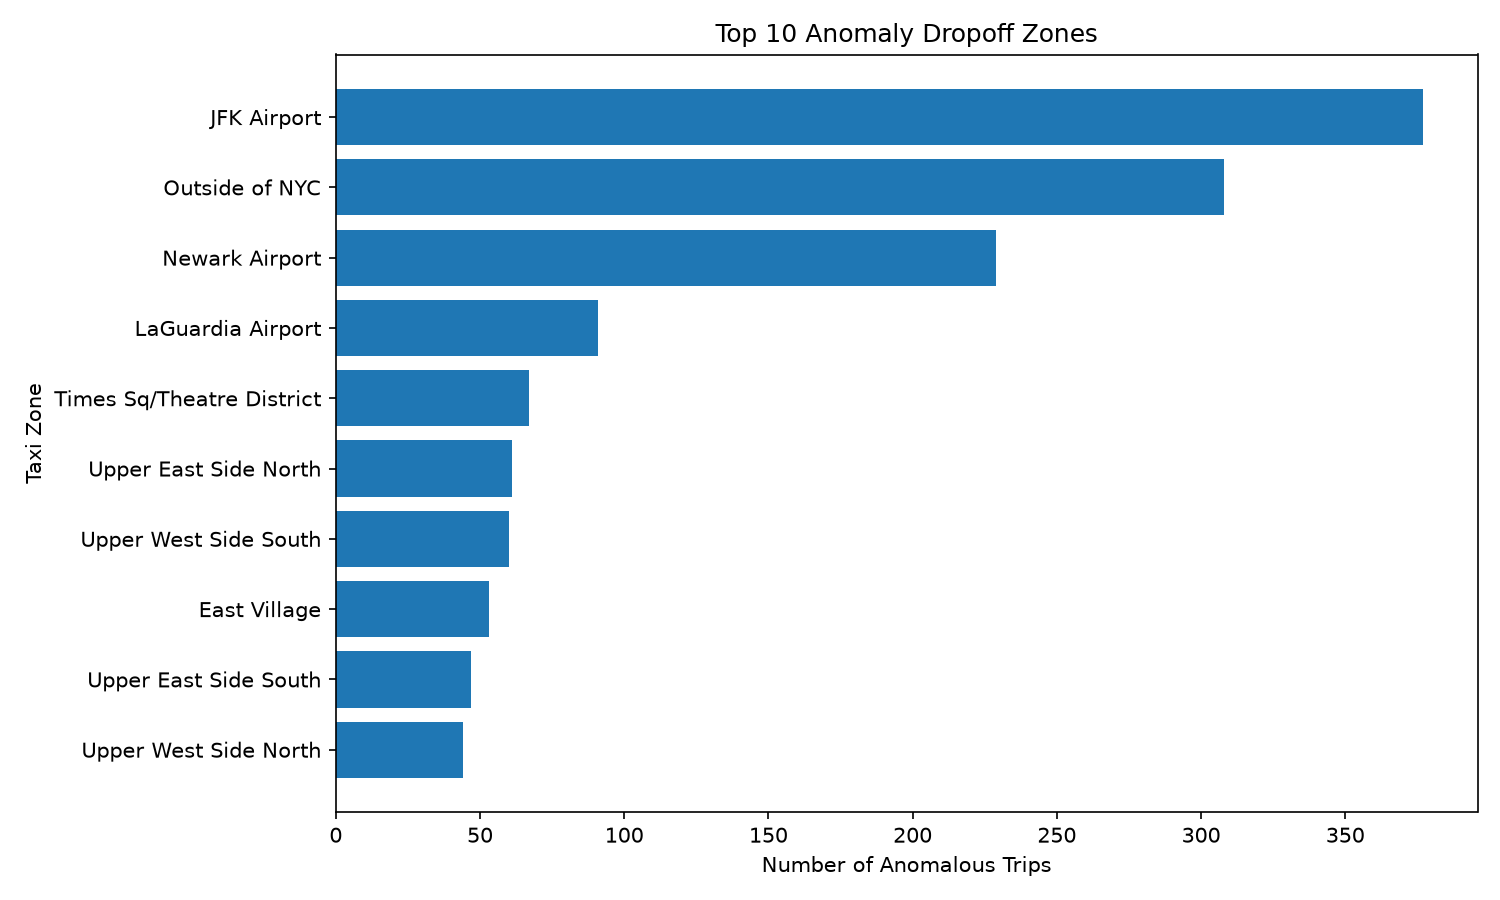 Top 10 Anomaly Dropoff Zones
Taxi Zone
JFK Airport
Outside of NYC
Newark Airport
LaGuardia Airport
Times Sq/Theatre District
Upper East Side North
Upper West Side South
East Village
Upper East Side South
Upper West Side North
0 50 100 150 200 250 300 350
Number of Anomalous Trips